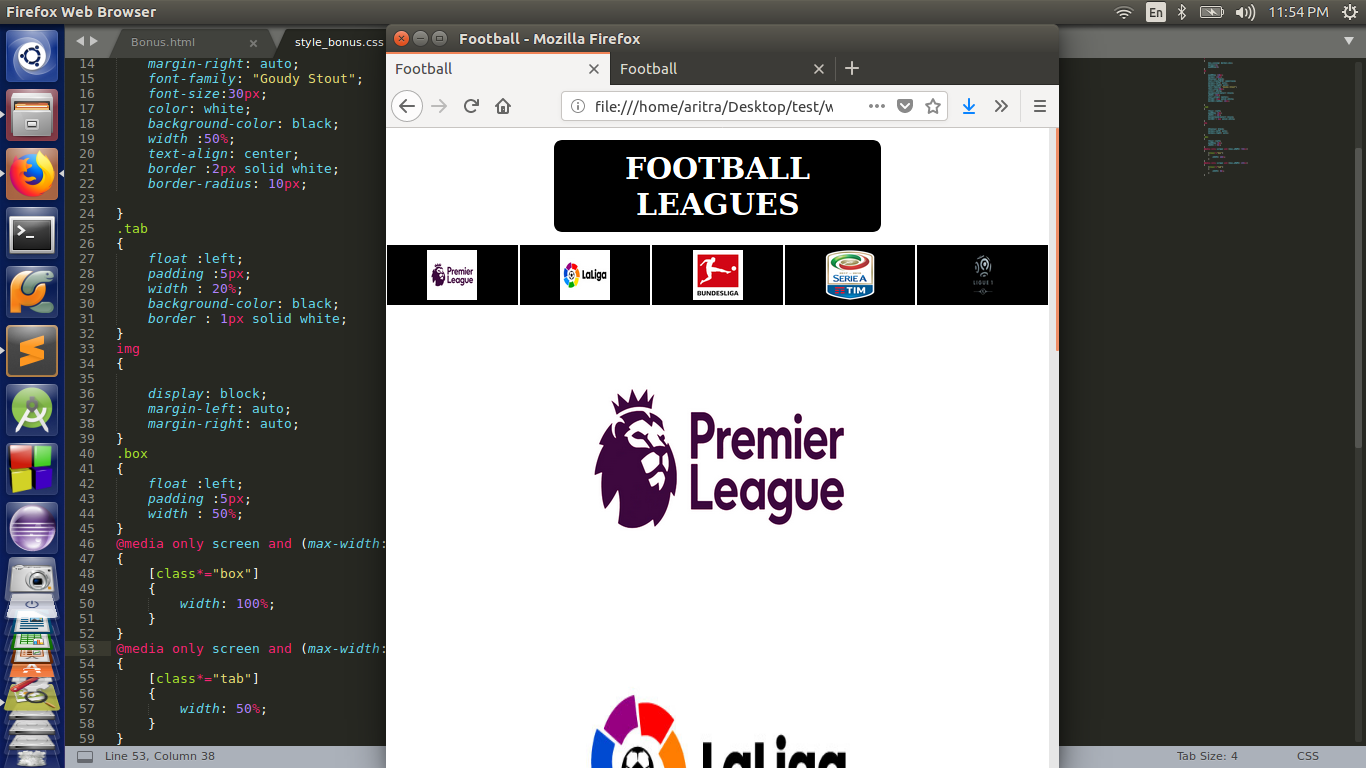 Firefox Web Browser
En
11:54 PM
Bonus.html
style_bonus.css
14 margin-right: auto;
15 font-family: "Goudy Stout";
16 font-size:30px;
17 color: white;
18 background-color: black;
19 width :50%;
20 text-align: center;
21 border :2px solid white;
22 border-radius: 10px;
23
24 }
25 .tab
26 {
27 float :left;
28 padding :5px;
29 width : 20%;
30 background-color: black;
31 border : 1px solid white;
32 }
33 img
34 {
35
36 display: block;
37 margin-left: auto;
38 margin-right: auto;
39 }
40 .box
41 {
42 float :left;
43 padding :5px;
44 width : 50%;
45 }
46 @media only screen and (max-width:
47 {
48 [class*="box"]
49 {
50 width: 100%;
51 }
52 }
53 @media only screen and (max-width:
54 {
55 [class*="tab"]
56 {
57 width: 50%;
58 }
59 }
Line 53, Column 38
Tab Size: 4
CSS
Football - Mozilla Firefox
Football
Football
file:///home/aritra/Desktop/test/w
FOOTBALL
LEAGUES
Premier
League
LaLiga
BUNDESLIGA
SERIE A
TIM
LIGUE 1
Premier
League
LaLiga